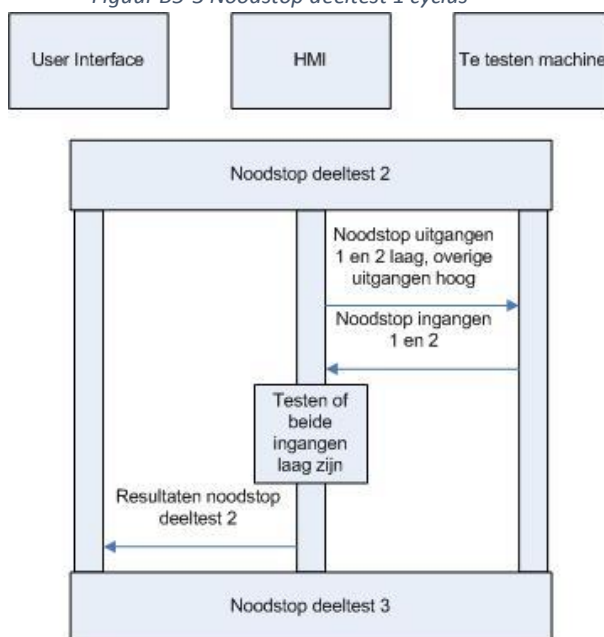 Figuur B3-3 Noodstop deeltest 1 cyclus
User Interface
HMI
Te testen machine
Noodstop deeltest 2
Noodstop uitgangen
1 en 2 laag, overige
uitgangen hoog
Noodstop ingangen
1 en 2
Testen of
beide
ingangen
laag zijn
Resultaten noodstop
deeltest 2
Noodstop deeltest 3